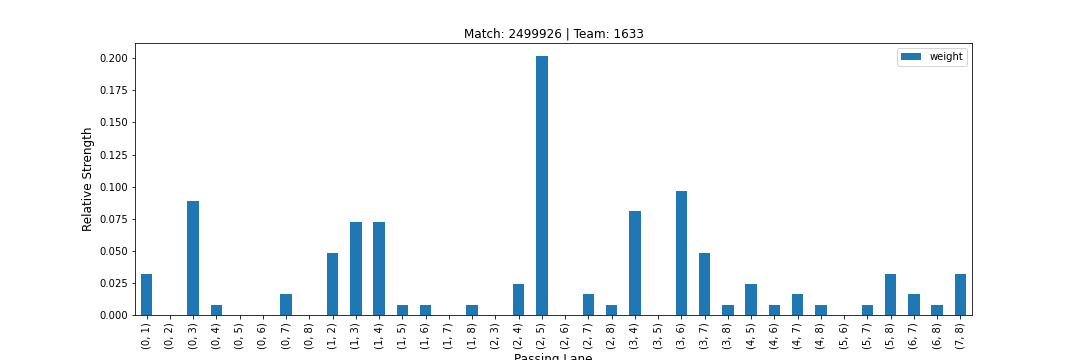 Match: 2499926 | Team: 1633
weight
Relative Strength
0.200
0.175
0.150
0.125
0.100
0.075
0.050
0.025
0.000
(0, 1) (0, 2) (0, 3) (0, 4) (0, 5) (0, 6) (0, 7) (0, 8) (1, 2) (1, 3) (1, 4) (1, 5) (1, 6) (1, 7) (1, 8) (2, 3) (2, 4) (2, 5) (2, 6) (2, 7) (2, 8) (3, 4) (3, 5) (3, 6) (3, 7) (3, 8) (4, 5) (4, 6) (4, 7) (4, 8) (5, 6) (5, 7) (5, 8) (6, 7) (6, 8) (7, 8)
Passing Lane